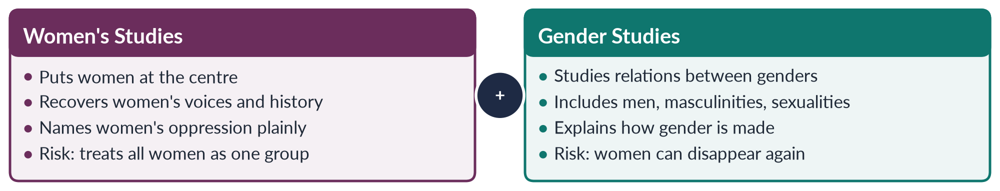 Women's Studies
• Puts women at the centre
• Recovers women's voices and history
• Names women's oppression plainly
• Risk: treats all women as one group
+
Gender Studies
• Studies relations between genders
• Includes men, masculinities, sexualities
• Explains how gender is made
• Risk: women can disappear again